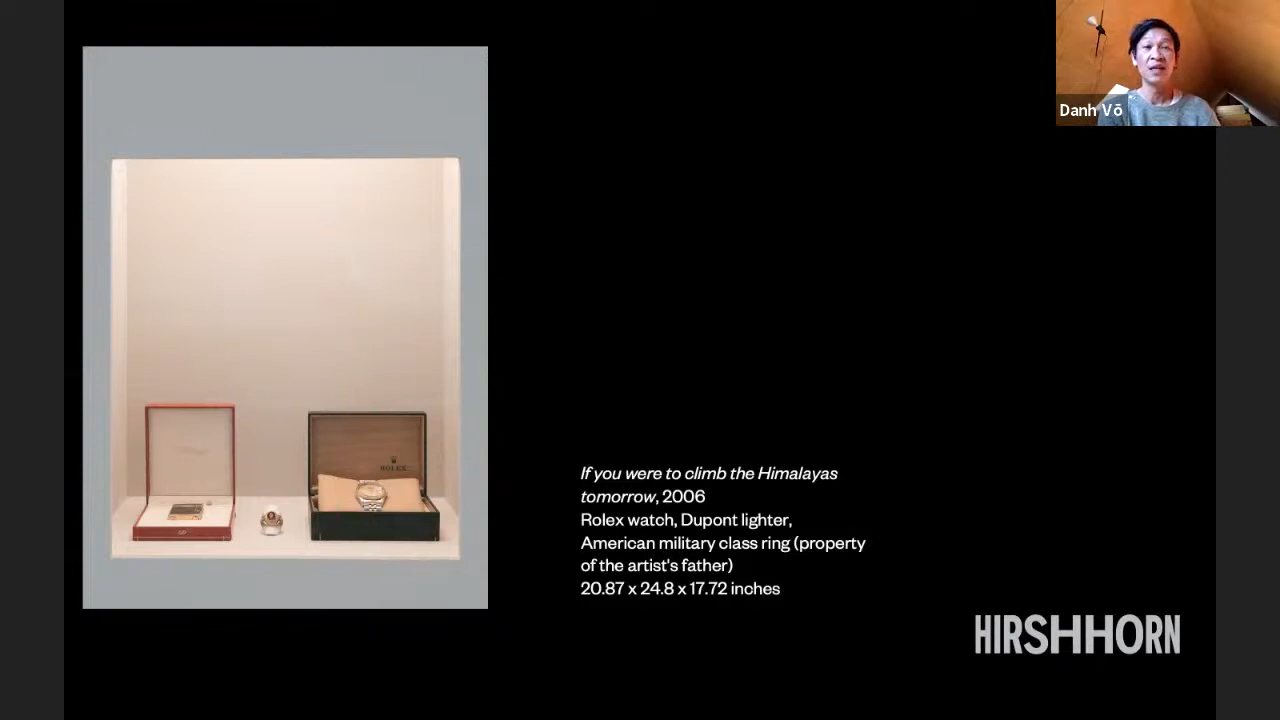 Danh Võ
ROLEX
If you were to climb the Himalayas
tomorrow, 2006
Rolex watch, Dupont lighter,
American military class ring (property
of the artist's father)
20.87 x 24.8 x 17.72 inches
HIRSHHORN